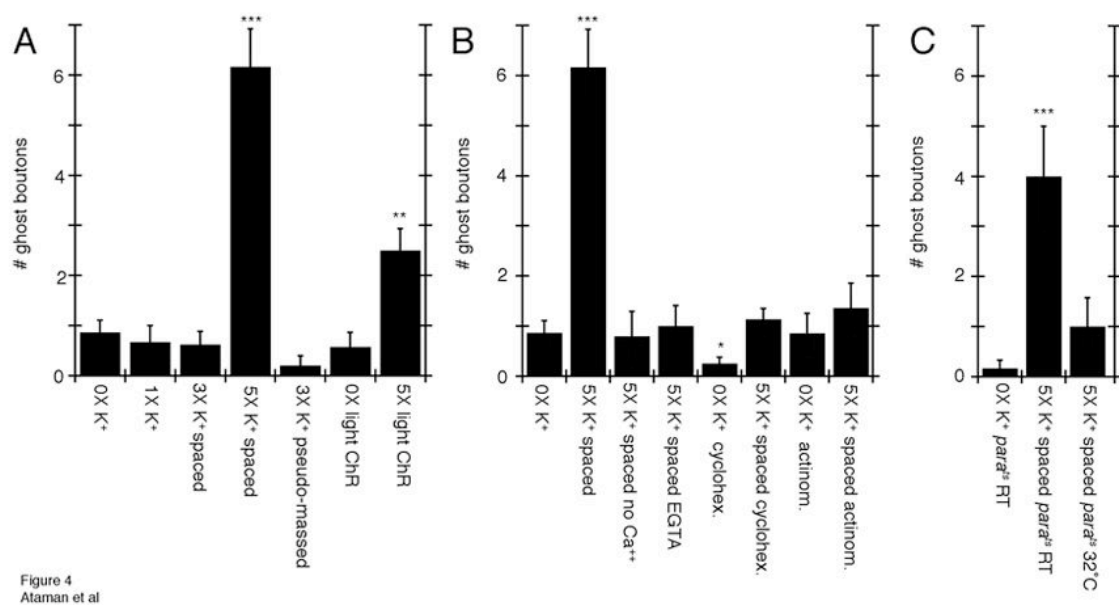 A
# ghost boutons
6
4
2
0
***
**
0X K⁺
1X K⁺
3X K⁺ spaced
5X K⁺ spaced
3X K⁺ pseudo-massed
0X light ChR
5X light ChR
B
# ghost boutons
6
4
2
0
***
*
0X K⁺
5X K⁺ spaced
5X K⁺ spaced no Ca⁺⁺
5X K⁺ spaced EGTA
0X K⁺ cyclohex.
5X K⁺ spaced cyclohex.
0X K⁺ actinom.
5X K⁺ spaced actinom.
C
# ghost boutons
6
4
2
0
***
0X K⁺ paraᵗˢ RT
5X K⁺ spaced paraᵗˢ RT
5X K⁺ spaced paraᵗˢ 32°C
Figure 4
Ataman et al